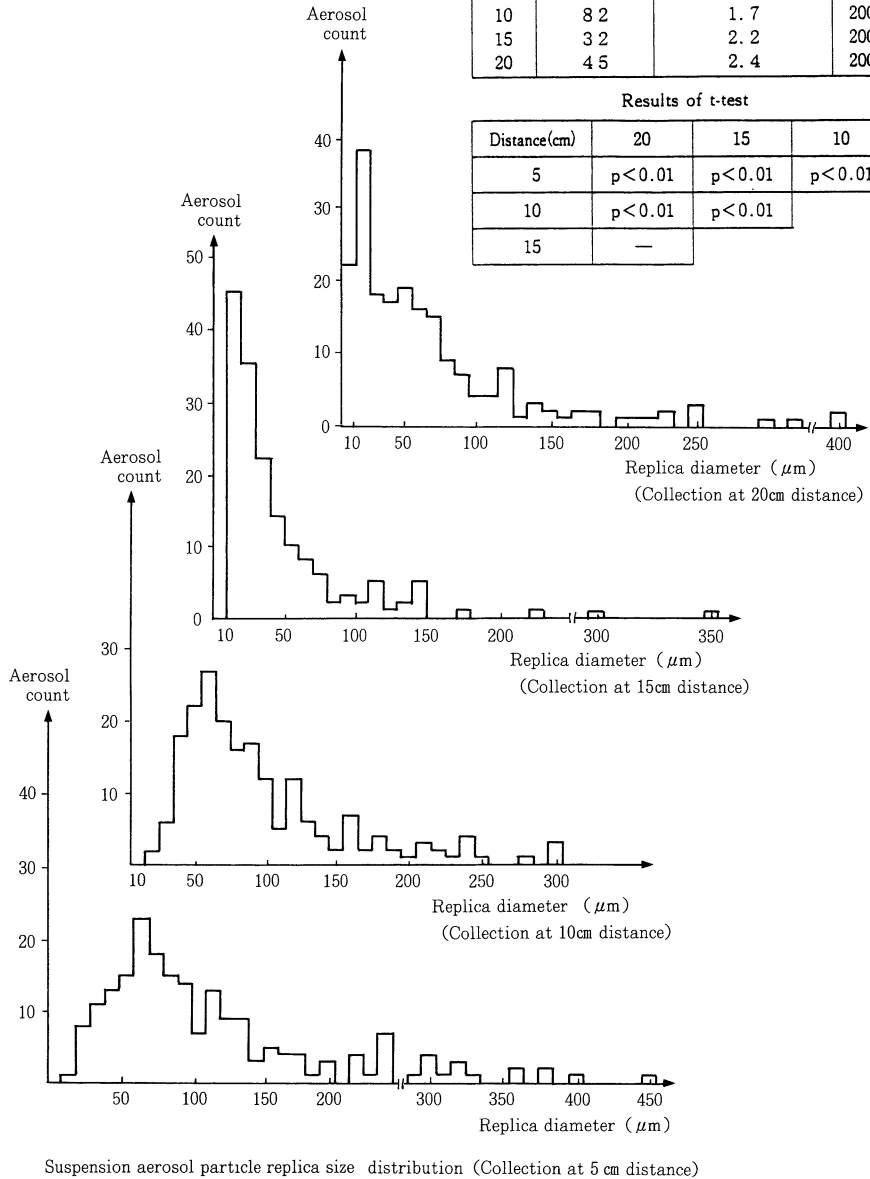 10 82 1.7 200
15 32 2.2 200
20 45 2.4 200
Results of t-test
Distance(cm) 20 15 10
5 p<0.01 p<0.01 p<0.01
10 p<0.01 p<0.01
15 —
Aerosol
count
40
30
20
10
0
10 50 100 150 200 250 400
Replica diameter (μm)
(Collection at 20cm distance)
Aerosol
count
50
40
30
20
10
0
10 50 100 150 200 300 350
Replica diameter (μm)
(Collection at 15cm distance)
Aerosol
count
30
20
10
10 50 100 150 200 250 300
Replica diameter (μm)
(Collection at 10cm distance)
Aerosol
count
40
30
20
10
50 100 150 200 300 350 400 450
Replica diameter (μm)
Suspension aerosol particle replica size distribution (Collection at 5 cm distance)